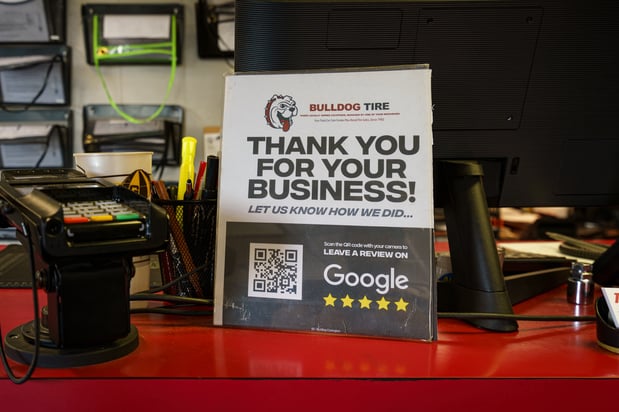 BULLDOG TIRE
THANK YOU
FOR YOUR
BUSINESS!
LET US KNOW HOW WE DID...
Scan the QR code with your camera to
LEAVE A REVIEW ON
Google